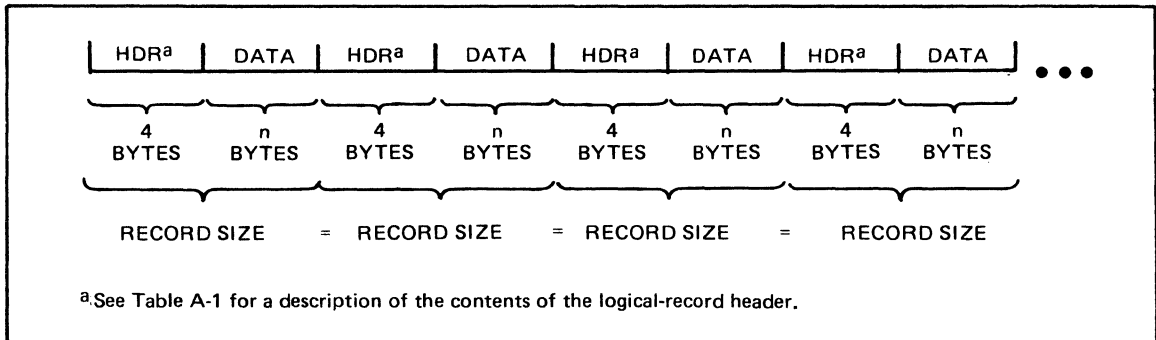 HDRa DATA HDRa DATA HDRa DATA HDRa DATA
4 n 4 n 4 n 4 n
BYTES BYTES BYTES BYTES BYTES BYTES BYTES BYTES
RECORD SIZE = RECORD SIZE = RECORD SIZE = RECORD SIZE
a.See Table A-1 for a description of the contents of the logical-record header.